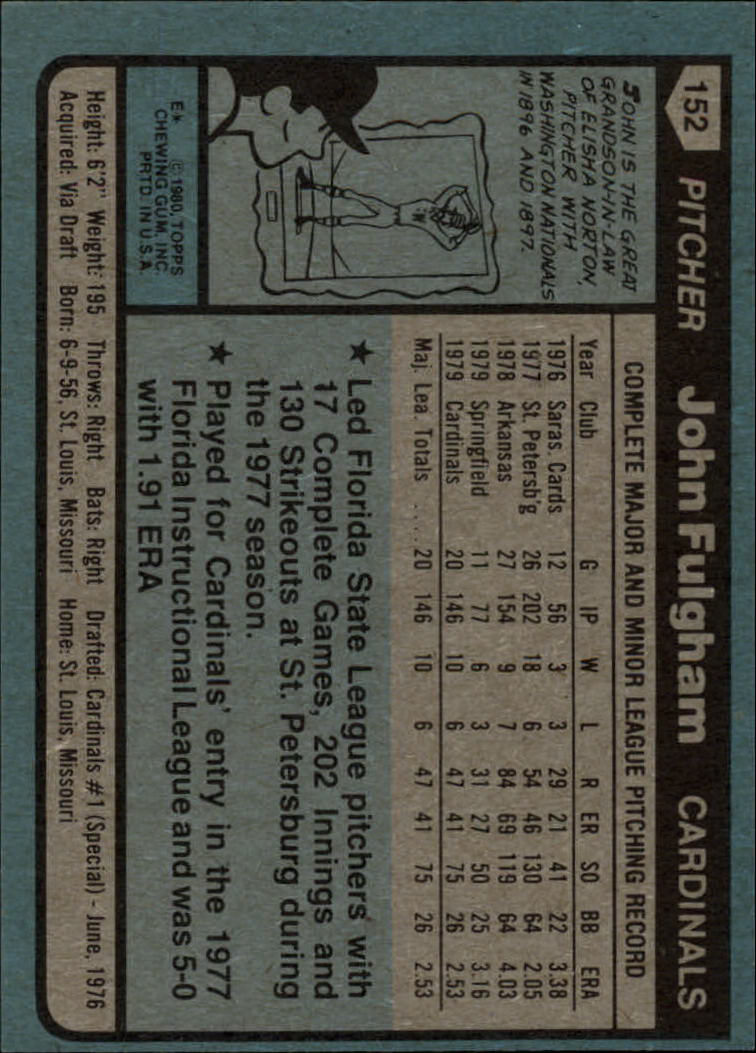 152 PITCHER John Fulgham CARDINALS
JOHN IS THE GREAT
GRANDSON-IN-LAW
OF ELISHA NORTON,
PITCHER WITH
WASHINGTON NATIONALS
IN 1896 AND 1897.
E* © 1980, TOPPS
CHEWING GUM, INC.
PRTD. IN U.S.A.
COMPLETE MAJOR AND MINOR LEAGUE PITCHING RECORD
Year Club G IP W L R ER SO BB ERA
1976 Saras. Cards 12 56 3 3 29 21 41 22 3.38
1977 St. Petersb'g 26 202 18 6 54 46 130 64 2.05
1978 Arkansas 27 154 9 7 84 69 119 64 4.03
1979 Springfield 11 77 6 3 31 27 50 25 3.16
1979 Cardinals 20 146 10 6 47 41 75 26 2.53
Maj. Lea. Totals .... 20 146 10 6 47 41 75 26 2.53
★ Led Florida State League pitchers with
17 Complete Games, 202 Innings and
130 Strikeouts at St. Petersburg during
the 1977 season.
★ Played for Cardinals' entry in the 1977
Florida Instructional League and was 5-0
with 1.91 ERA
Height: 6'2" Weight: 195 Throws: Right Bats: Right Drafted: Cardinals #1 (Special) - June, 1976
Acquired: Via Draft Born: 6-9-56, St. Louis, Missouri Home: St. Louis, Missouri